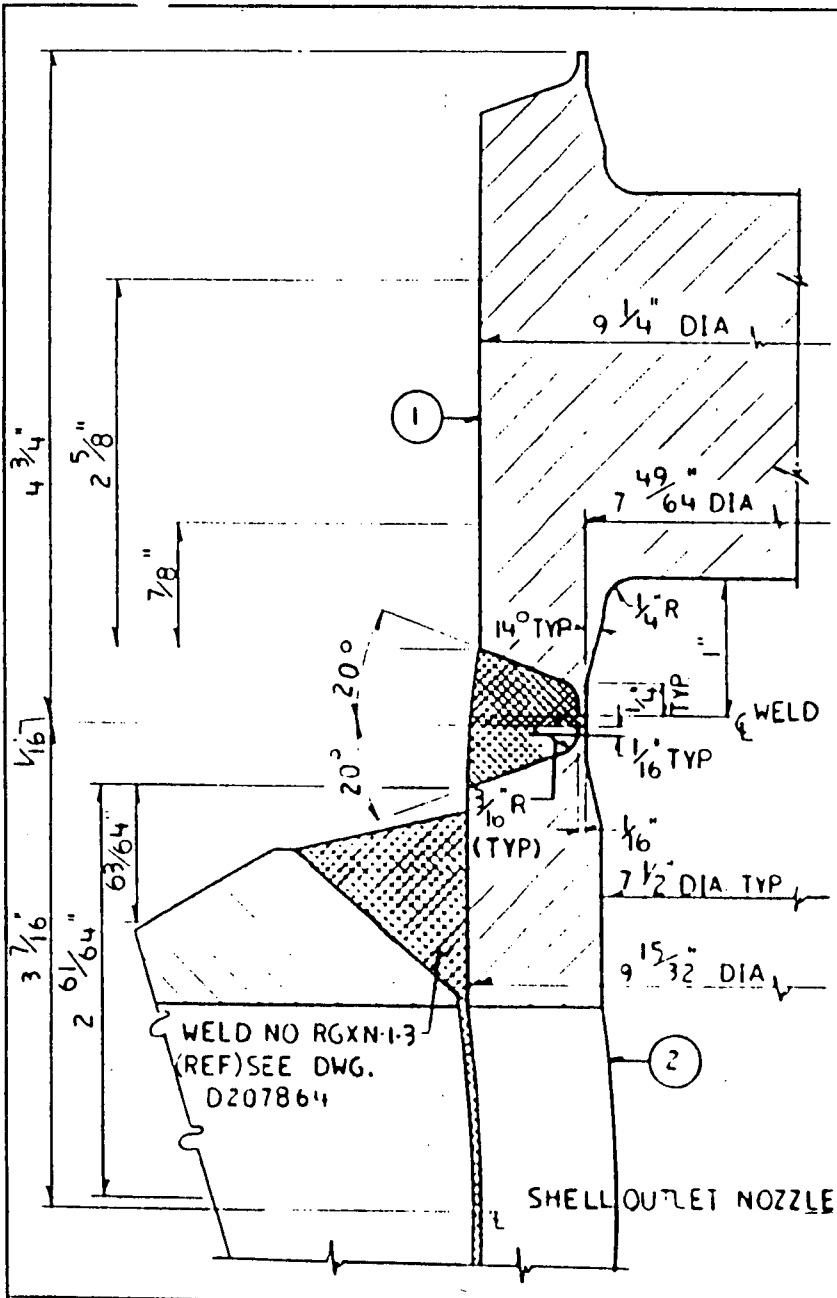 9 1/4" DIA
1
4 3/4"
2 5/8"
7 49/64" DIA
7/8"
1/4" R
14° TYP
1"
20°
1/4"
TYP
℄ WELD
1/16
20°
1/16" TYP
3/16" R
(TYP)
1/16"
63/64
7 1/2" DIA TYP
3 7/16"
2 61/64"
9 15/32" DIA
WELD NO RGXN-1-3
(REF) SEE DWG.
D207864
2
℄ SHELL OUTLET NOZZLE